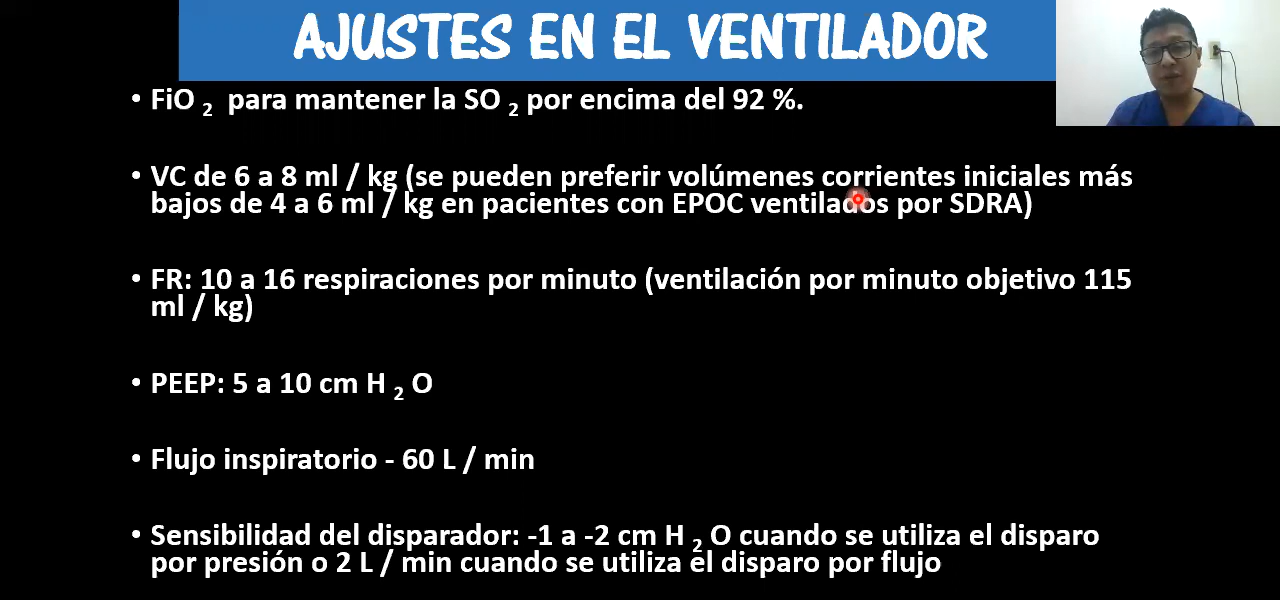 AJUSTES EN EL VENTILADOR
• FiO 2 para mantener la SO 2 por encima del 92 %.
• VC de 6 a 8 ml / kg (se pueden preferir volúmenes corrientes iniciales más
bajos de 4 a 6 ml / kg en pacientes con EPOC ventilados por SDRA)
• FR: 10 a 16 respiraciones por minuto (ventilación por minuto objetivo 115
ml / kg)
• PEEP: 5 a 10 cm H 2 O
• Flujo inspiratorio - 60 L / min
• Sensibilidad del disparador: -1 a -2 cm H 2 O cuando se utiliza el disparo
por presión o 2 L / min cuando se utiliza el disparo por flujo